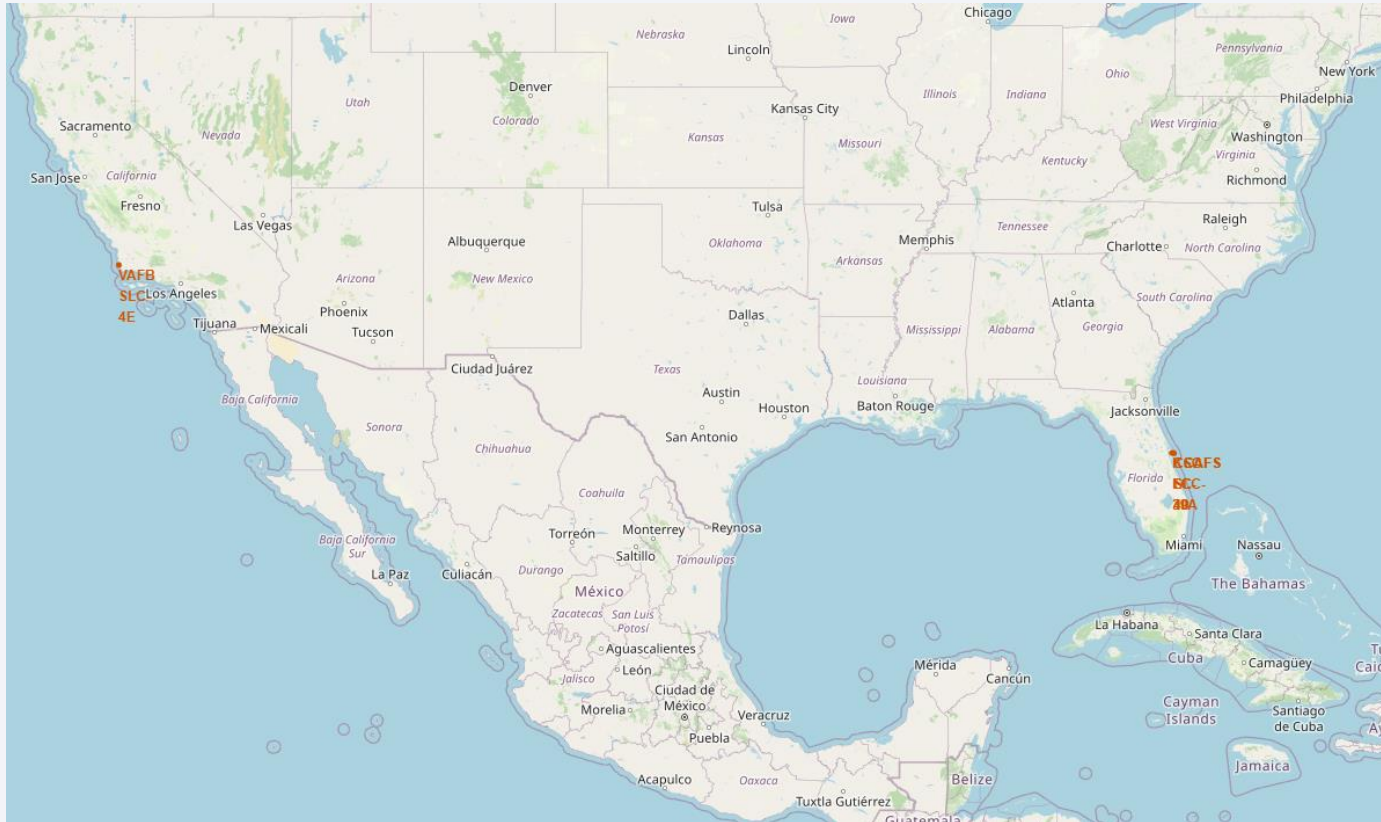 Chicago
Iowa
Nebraska
Lincoln
Pennsylvania
New York
Ohio
Denver
Illinois
Indiana
Philadelphia
Utah
Kansas City
Colorado
Sacramento
Nevada
Kansas
Missouri
West Virginia
Washington
Kentucky
Virginia
San Jose
California
Richmond
Fresno
Tulsa
Las Vegas
Raleigh
Tennessee
Albuquerque
Oklahoma
Memphis
Charlotte
North Carolina
Arkansas
VAFB
SLC-
4E
Arizona
New Mexico
Los Angeles
South Carolina
Atlanta
Phoenix
Dallas
Tijuana
Mexicali
Tucson
Mississippi
Alabama
Georgia
Ciudad Juárez
Texas
Louisiana
Austin
Baja California
Houston
Baton Rouge
Jacksonville
Sonora
San Antonio
Chihuahua
Florida
Coahuila
Reynosa
Torreón
Monterrey
Baja California
Sur
Saltillo
Tamaulipas
Miami
Nassau
Durango
La Paz
Culiacán
The Bahamas
México
Zacatecas
San Luis
Potosí
La Habana
Santa Clara
Aguascalientes
Cuba
Camagüey
León
Mérida
Cancún
Jalisco
Ciudad de
México
Morelia
Veracruz
Cayman
Islands
Santiago
de Cuba
Puebla
Jamaica
Acapulco
Oaxaca
Belize
Tuxtla Gutiérrez
Guatemala